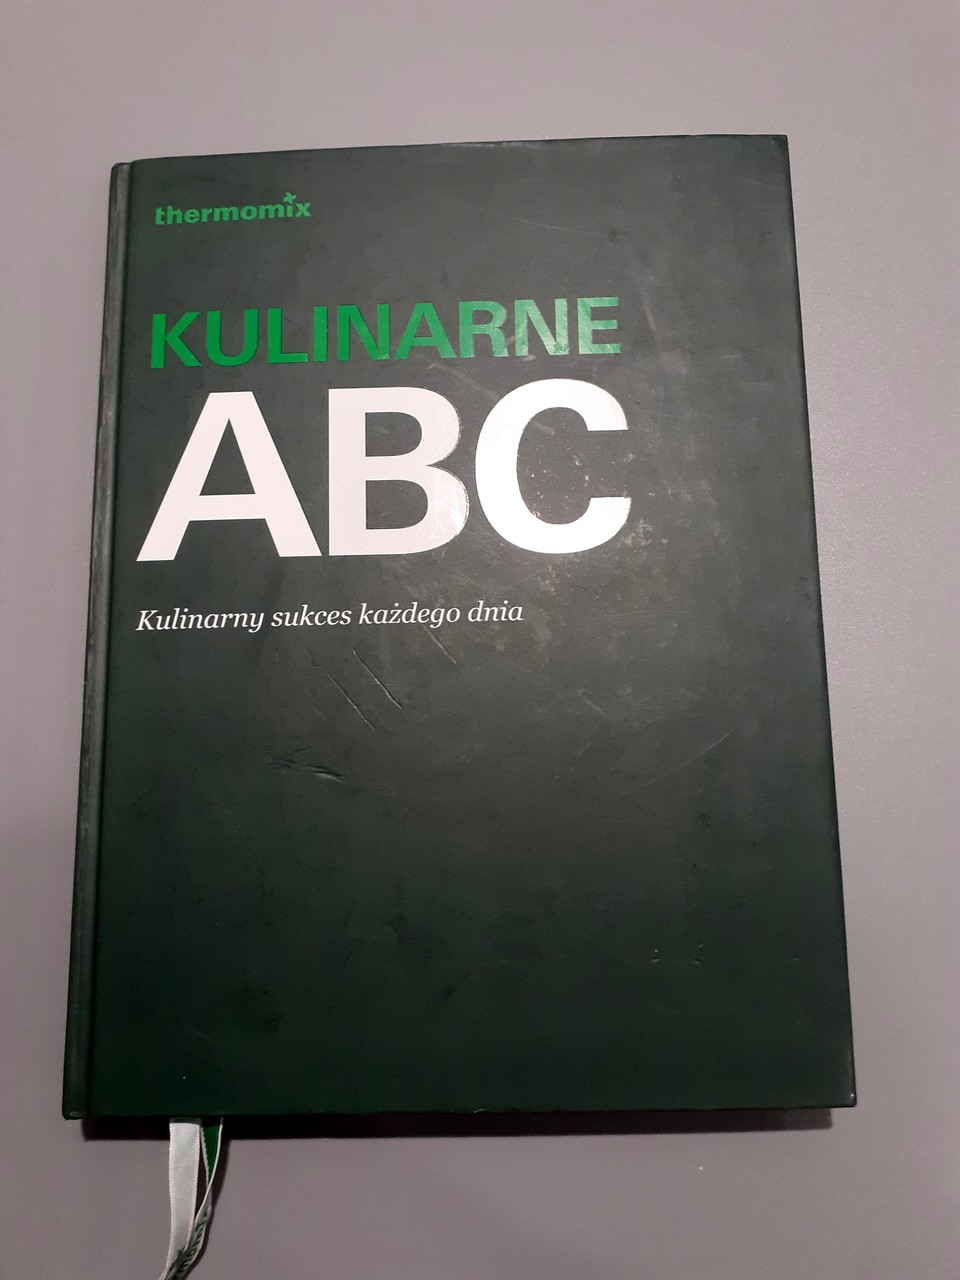 thermomix
KULINARNE
ABC
Kulinarny sukces każdego dnia